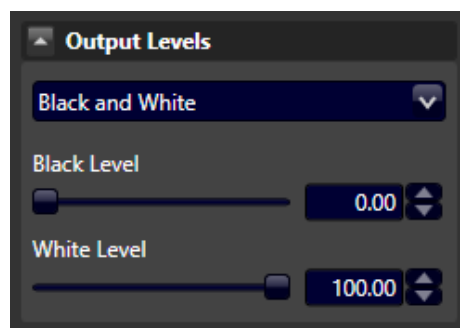 Output Levels
Black and White
Black Level
0.00
White Level
100.00